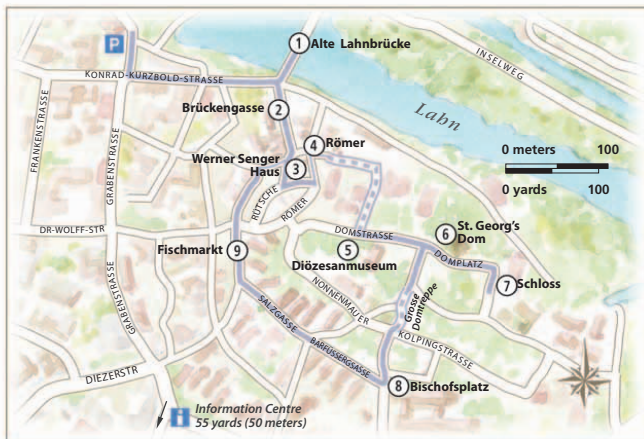 P
1 Alte Lahnbrücke
INSELWEG
KONRAD-KURZBOLD-STRASSE
FRANKENSTRASSE
GRABENSTRASSE
Brückengasse 2
Lahn
4 Römer
0 meters 100
0 yards 100
Werner Senger
Haus
3
RÜTSCHE
RÖMER
DR-WOLFF-STR
DOMSTRASSE
6 St. Georg's
Dom
DOMPLATZ
Fischmarkt 9
5
Diözesanmuseum
7 Schloss
NONNENMAUER
Grosse
Domtreppe
GRABENSTRASSE
SALZGASSE
KOLPINGSTRASSE
BARFÜSSERGASSE
DIEZERSTR
8 Bischofsplatz
i Information Centre
55 yards (50 meters)